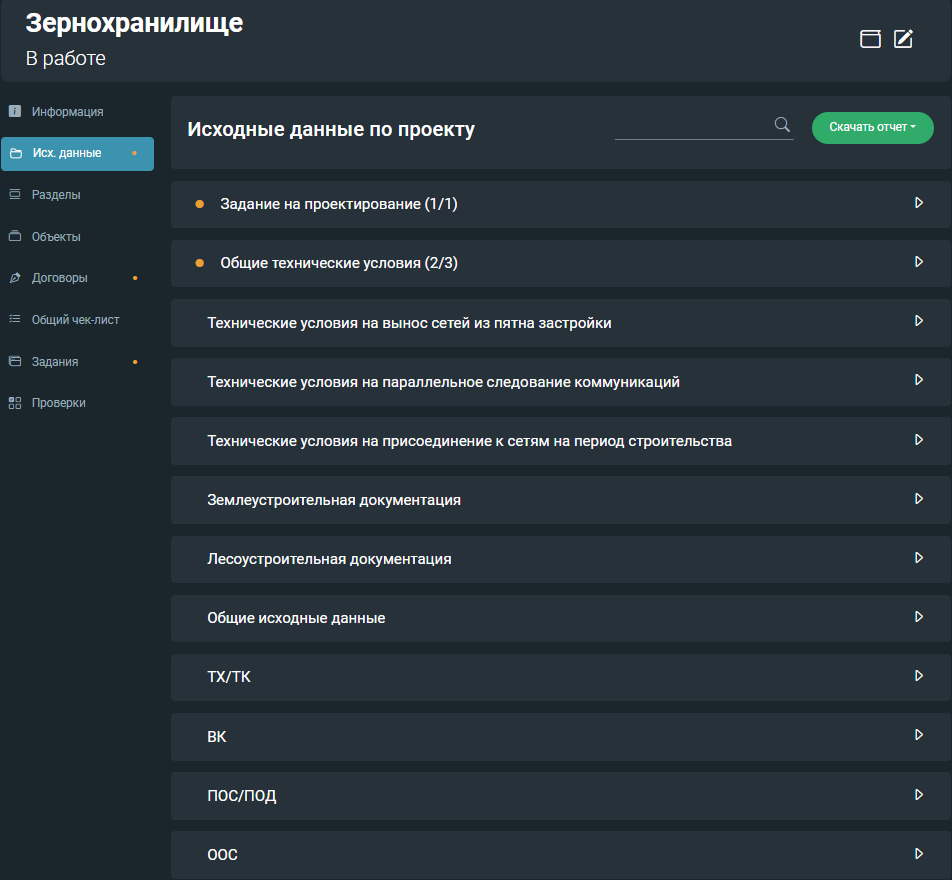 Зернохранилище
В работе
Информация
Исх. данные
Разделы
Объекты
Договоры
Общий чек-лист
Задания
Проверки
Исходные данные по проекту
Скачать отчет
Задание на проектирование (1/1)
Общие технические условия (2/3)
Технические условия на вынос сетей из пятна застройки
Технические условия на параллельное следование коммуникаций
Технические условия на присоединение к сетям на период строительства
Землеустроительная документация
Лесоустроительная документация
Общие исходные данные
ТХ/ТК
ВК
ПОС/ПОД
ООС